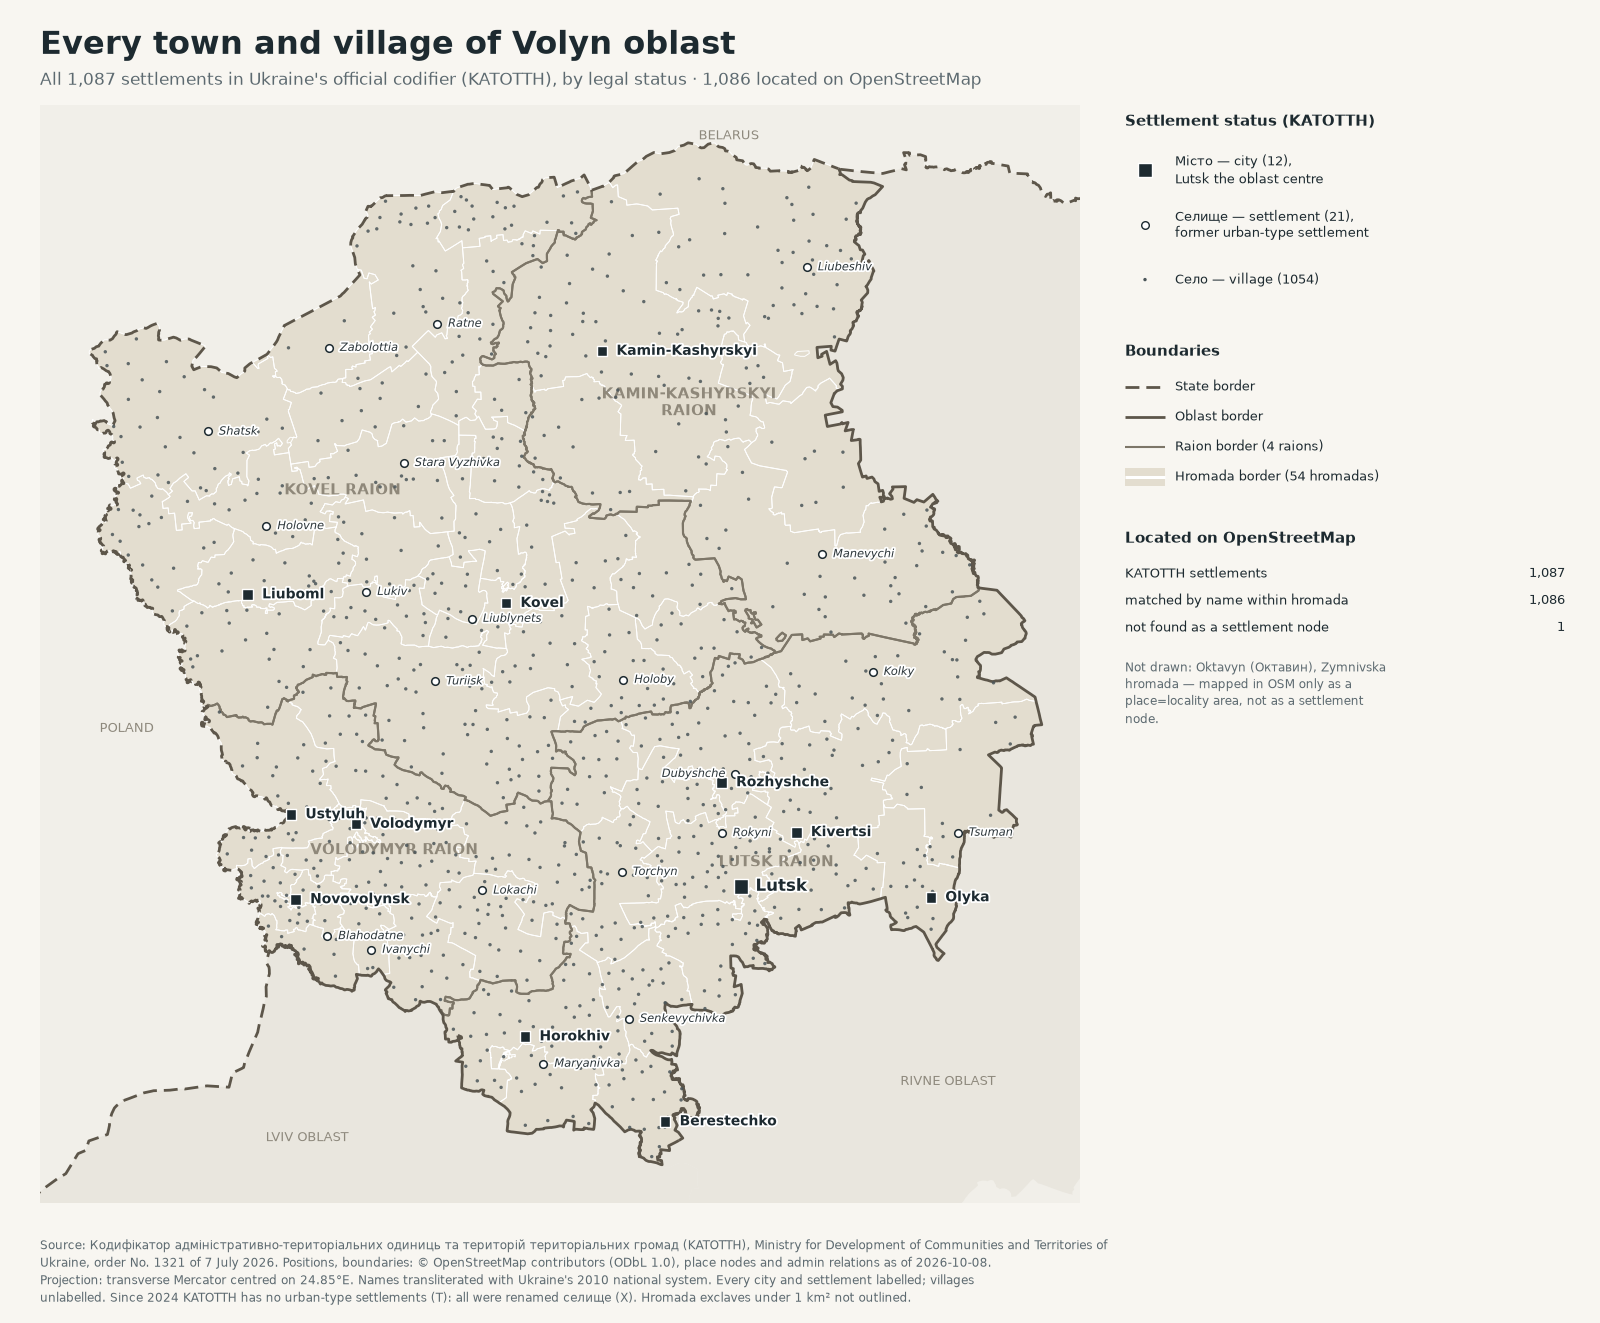 Every town and village of Volyn oblast
All 1,087 settlements in Ukraine's official codifier (KATOTTH), by legal status · 1,086 located on OpenStreetMap
BELARUS
Liubeshiv
Ratne
Zabolottia
Kamin-Kashyrskyi
KAMIN-KASHYRSKYI
RAION
Shatsk
Stara Vyzhivka
KOVEL RAION
Holovne
Manevychi
Liuboml
Lukiv
Kovel
Liublynets
Kolky
Turiisk
Holoby
POLAND
Dubyshche
Rozhyshche
Ustyluh
Volodymyr
Rokyni
Kivertsi
Tsuman
VOLODYMYR RAION
LUTSK RAION
Torchyn
Lutsk
Lokachi
Novovolynsk
Olyka
Blahodatne
Ivanychi
Senkevychivka
Horokhiv
Maryanivka
RIVNE OBLAST
Berestechko
LVIV OBLAST
Settlement status (KATOTTH)
Місто — city (12),
Lutsk the oblast centre
Селище — settlement (21),
former urban-type settlement
Село — village (1054)
Boundaries
State border
Oblast border
Raion border (4 raions)
Hromada border (54 hromadas)
Located on OpenStreetMap
KATOTTH settlements 1,087
matched by name within hromada 1,086
not found as a settlement node 1
Not drawn: Oktavyn (Октавин), Zymnivska
hromada — mapped in OSM only as a
place=locality area, not as a settlement
node.
Source: Кодифікатор адміністративно-територіальних одиниць та територій територіальних громад (KATOTTH), Ministry for Development of Communities and Territories of
Ukraine, order No. 1321 of 7 July 2026. Positions, boundaries: © OpenStreetMap contributors (ODbL 1.0), place nodes and admin relations as of 2026-10-08.
Projection: transverse Mercator centred on 24.85°E. Names transliterated with Ukraine's 2010 national system. Every city and settlement labelled; villages
unlabelled. Since 2024 KATOTTH has no urban-type settlements (T): all were renamed селище (X). Hromada exclaves under 1 km² not outlined.